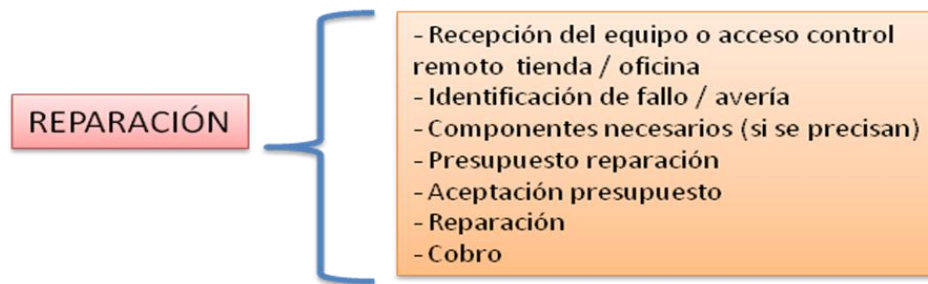 REPARACIÓN
- Recepción del equipo o acceso control
remoto tienda / oficina
- Identificación de fallo / avería
- Componentes necesarios (si se precisan)
- Presupuesto reparación
- Aceptación presupuesto
- Reparación
- Cobro